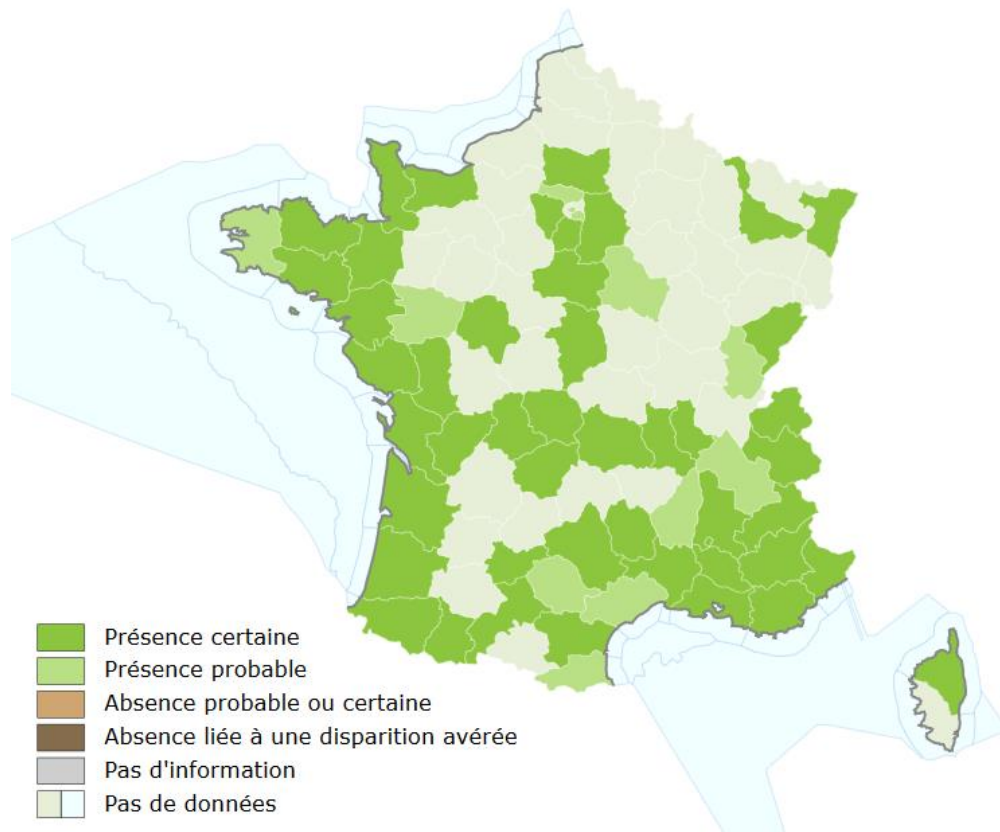 Présence certaine
Présence probable
Absence probable ou certaine
Absence liée à une disparition avérée
Pas d'information
Pas de données